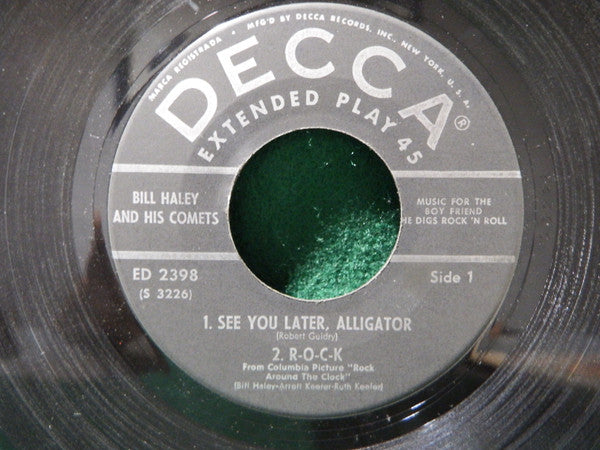 MARCA REGISTRADA • MFG'D BY DECCA RECORDS, INC., NEW YORK, U.S.A.
DECCA®
EXTENDED PLAY 45
BILL HALEY
AND HIS COMETS
MUSIC FOR THE
BOY FRIEND
HE DIGS ROCK 'N ROLL
ED 2398
(S 3226)
Side 1
1. SEE YOU LATER, ALLIGATOR
(Robert Guidry)
2. R-O-C-K
From Columbia Picture "Rock
Around The Clock"
(Bill Haley-Arrett Keefer-Ruth Keefer)